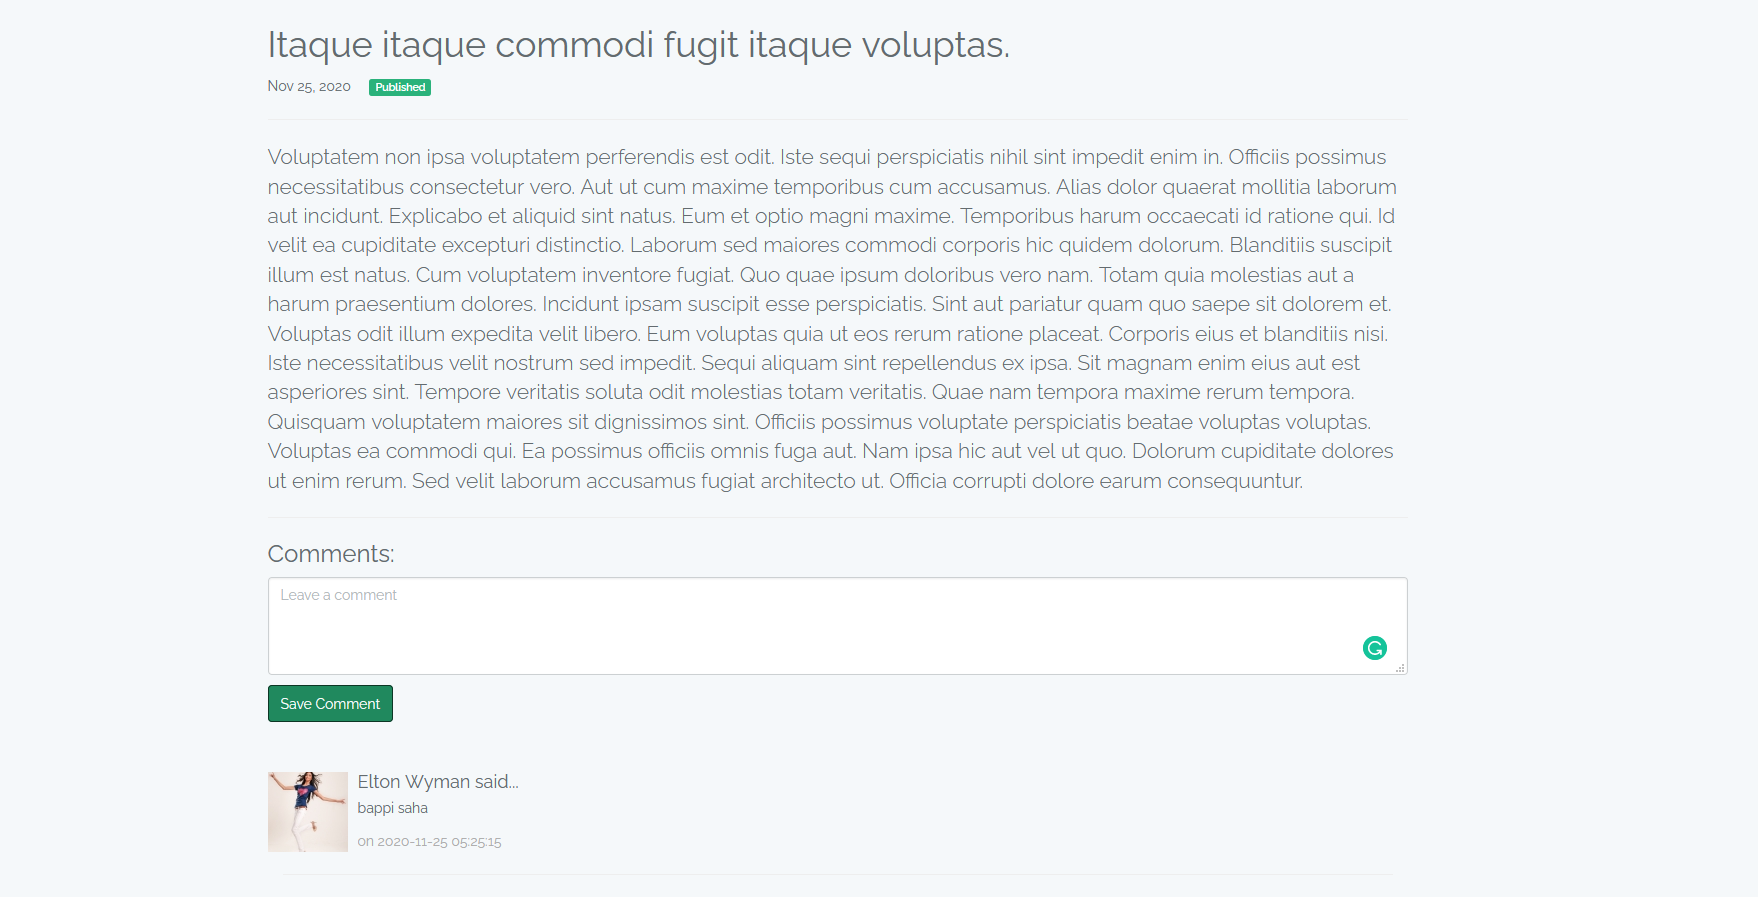 Itaque itaque commodi fugit itaque voluptas.
Nov 25, 2020 Published
Voluptatem non ipsa voluptatem perferendis est odit. Iste sequi perspiciatis nihil sint impedit enim in. Officiis possimus
necessitatibus consectetur vero. Aut ut cum maxime temporibus cum accusamus. Alias dolor quaerat mollitia laborum
aut incidunt. Explicabo et aliquid sint natus. Eum et optio magni maxime. Temporibus harum occaecati id ratione qui. Id
velit ea cupiditate excepturi distinctio. Laborum sed maiores commodi corporis hic quidem dolorum. Blanditiis suscipit
illum est natus. Cum voluptatem inventore fugiat. Quo quae ipsum doloribus vero nam. Totam quia molestias aut a
harum praesentium dolores. Incidunt ipsam suscipit esse perspiciatis. Sint aut pariatur quam quo saepe sit dolorem et.
Voluptas odit illum expedita velit libero. Eum voluptas quia ut eos rerum ratione placeat. Corporis eius et blanditiis nisi.
Iste necessitatibus velit nostrum sed impedit. Sequi aliquam sint repellendus ex ipsa. Sit magnam enim eius aut est
asperiores sint. Tempore veritatis soluta odit molestias totam veritatis. Quae nam tempora maxime rerum tempora.
Quisquam voluptatem maiores sit dignissimos sint. Officiis possimus voluptate perspiciatis beatae voluptas voluptas.
Voluptas ea commodi qui. Ea possimus officiis omnis fuga aut. Nam ipsa hic aut vel ut quo. Dolorum cupiditate dolores
ut enim rerum. Sed velit laborum accusamus fugiat architecto ut. Officia corrupti dolore earum consequuntur.
Comments:
Leave a comment
Save Comment
Elton Wyman said...
bappi saha
on 2020-11-25 05:25:15